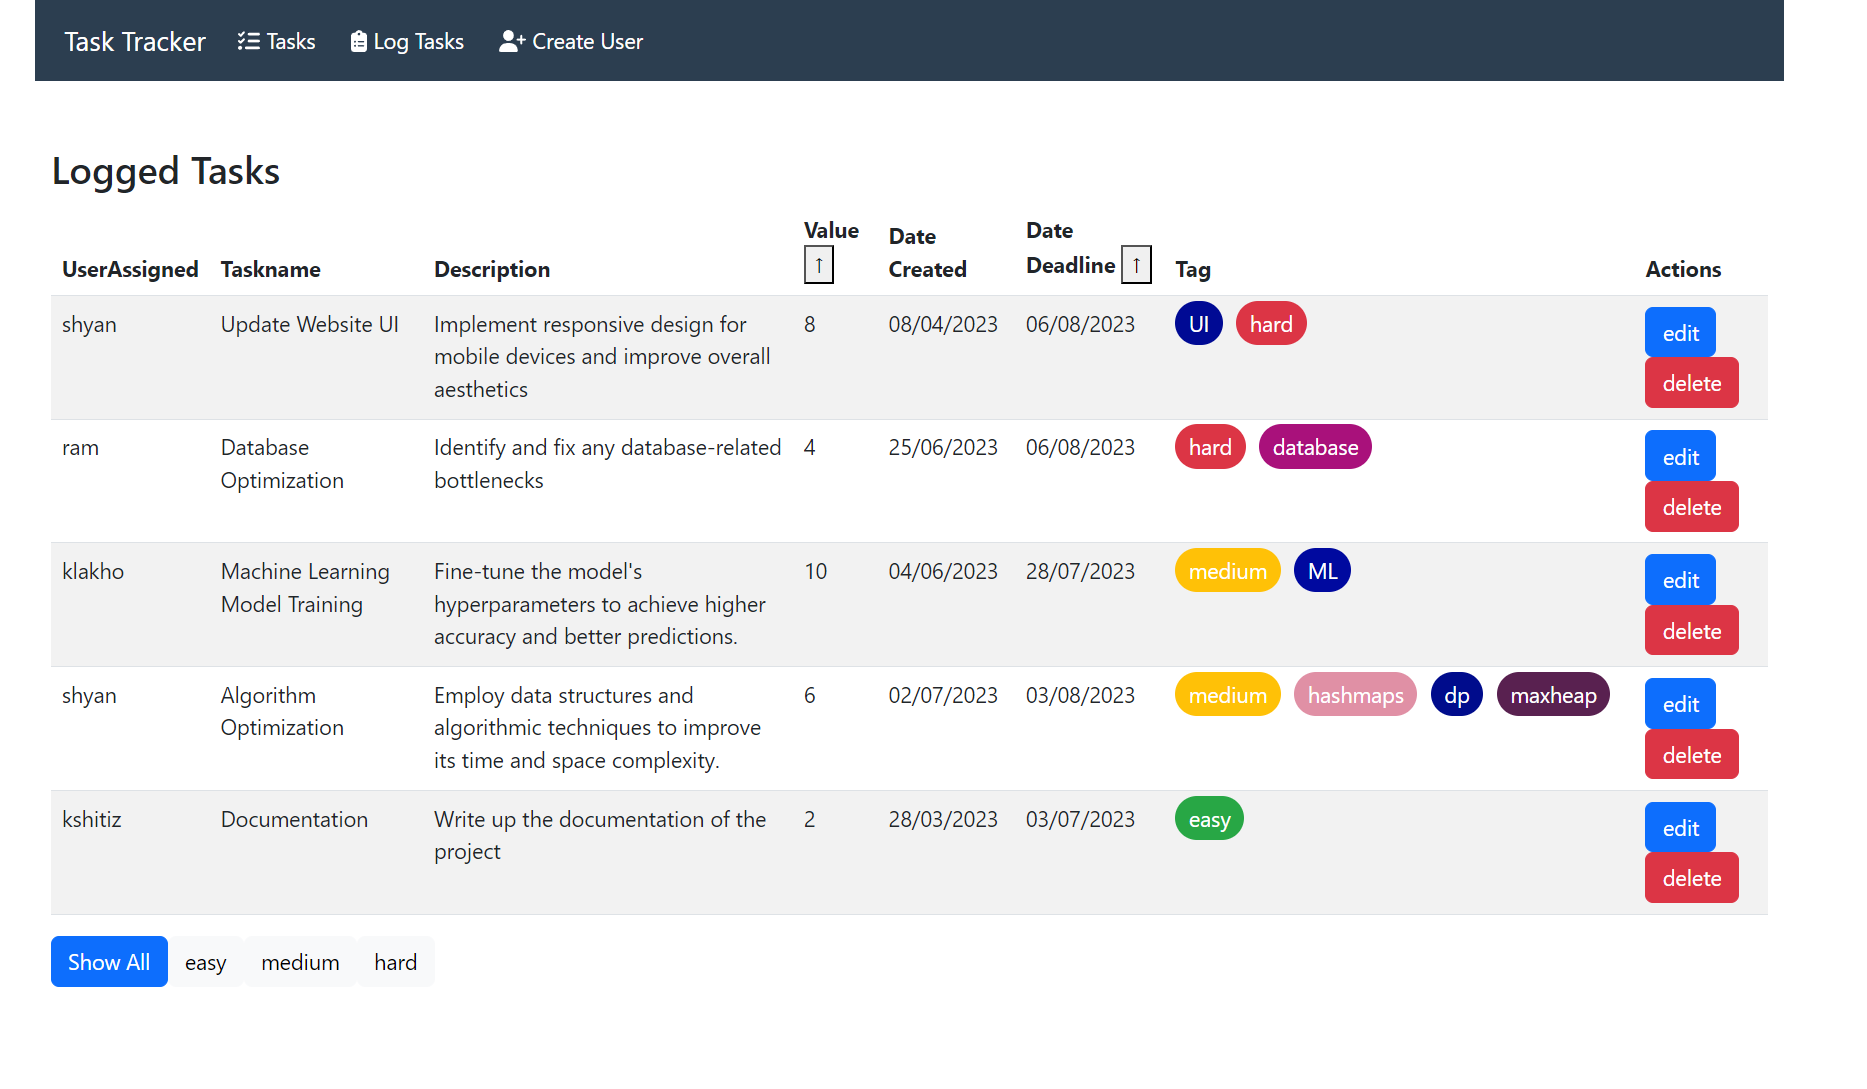 Task Tracker Tasks Log Tasks Create User
Logged Tasks
UserAssigned Taskname Description Value ↑ Date Created Date Deadline ↑ Tag Actions
shyan Update Website UI Implement responsive design for 8 08/04/2023 06/08/2023 UI hard edit
mobile devices and improve overall
aesthetics delete
ram Database Identify and fix any database-related 4 25/06/2023 06/08/2023 hard database edit
Optimization bottlenecks
delete
klakho Machine Learning Fine-tune the model's 10 04/06/2023 28/07/2023 medium ML edit
Model Training hyperparameters to achieve higher
accuracy and better predictions. delete
shyan Algorithm Employ data structures and 6 02/07/2023 03/08/2023 medium hashmaps dp maxheap edit
Optimization algorithmic techniques to improve
its time and space complexity. delete
kshitiz Documentation Write up the documentation of the 2 28/03/2023 03/07/2023 easy edit
project
delete
Show All easy medium hard